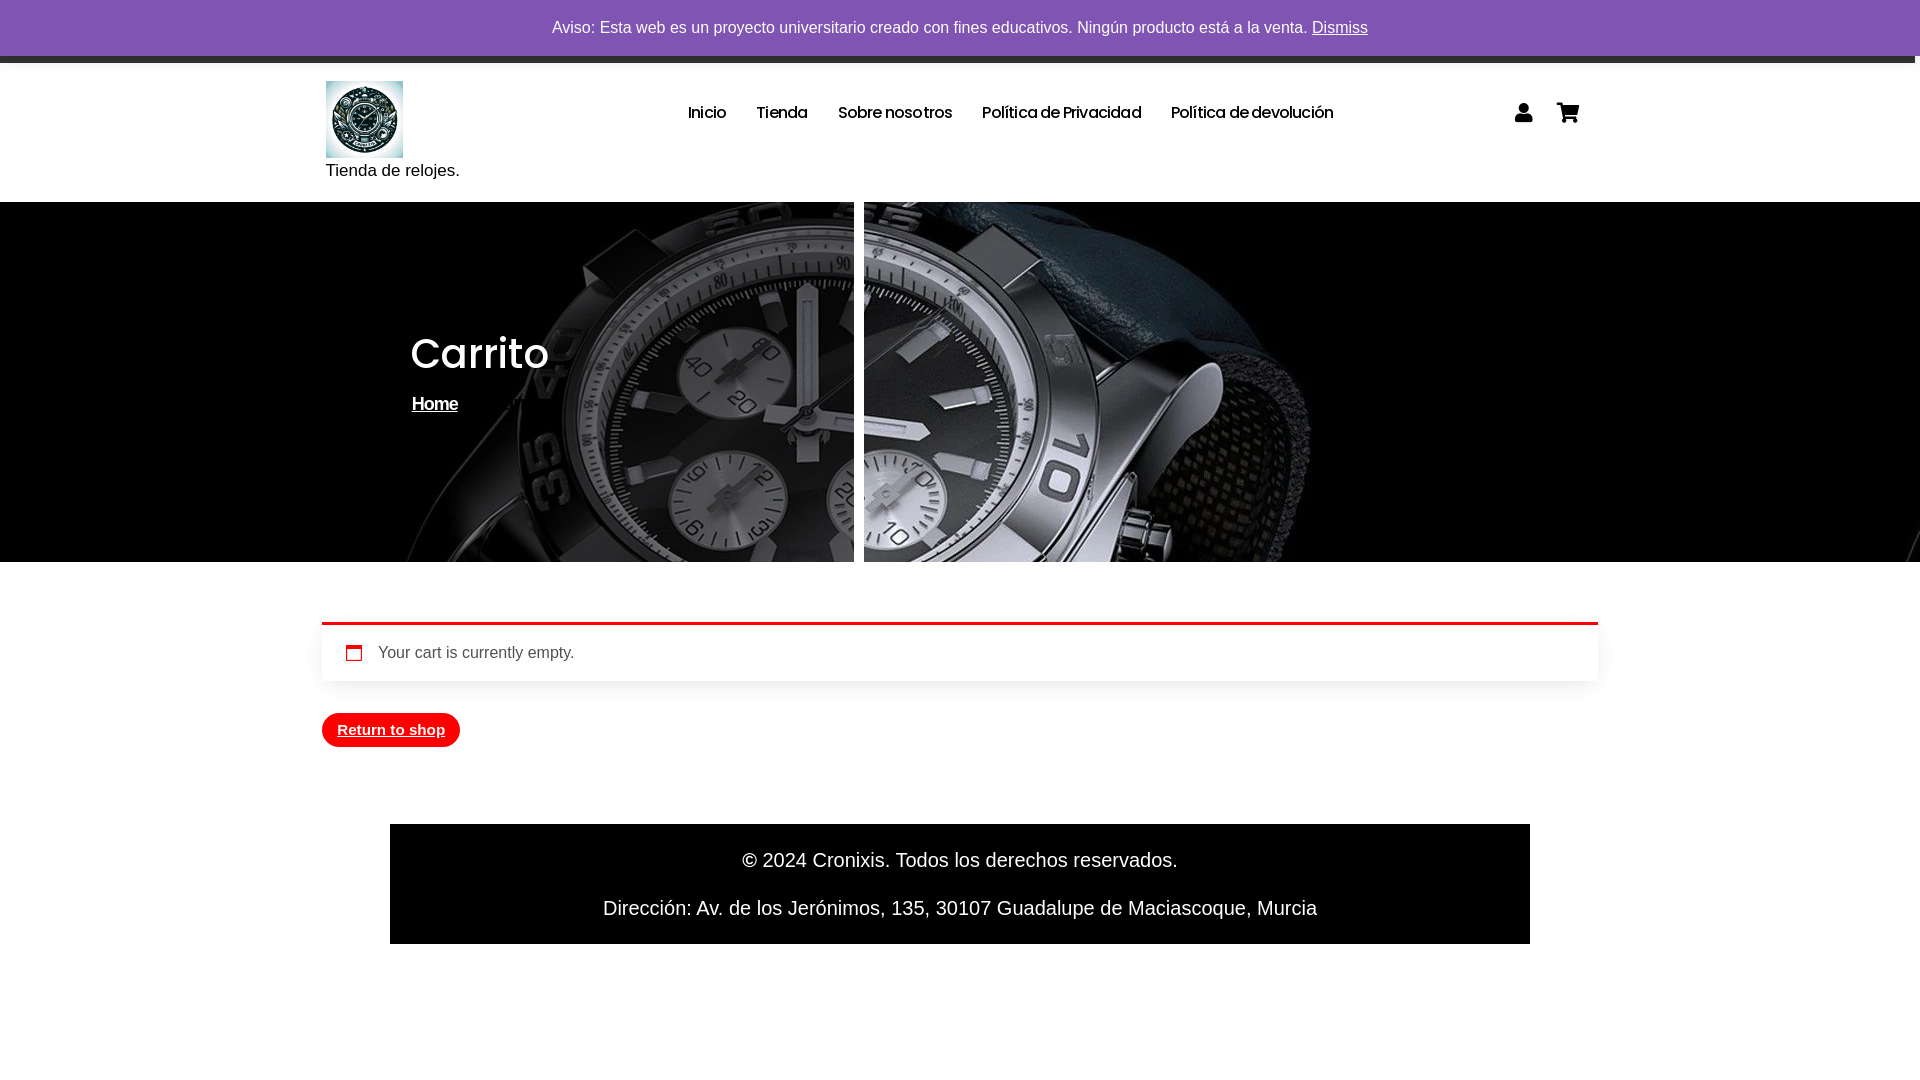 Aviso: Esta web es un proyecto universitario creado con fines educativos. Ningún producto está a la venta. Dismiss
Inicio Tienda Sobre nosotros Política de Privacidad Política de devolución
Tienda de relojes.
Carrito
Home
Your cart is currently empty.
Return to shop
© 2024 Cronixis. Todos los derechos reservados.
Dirección: Av. de los Jerónimos, 135, 30107 Guadalupe de Maciascoque, Murcia